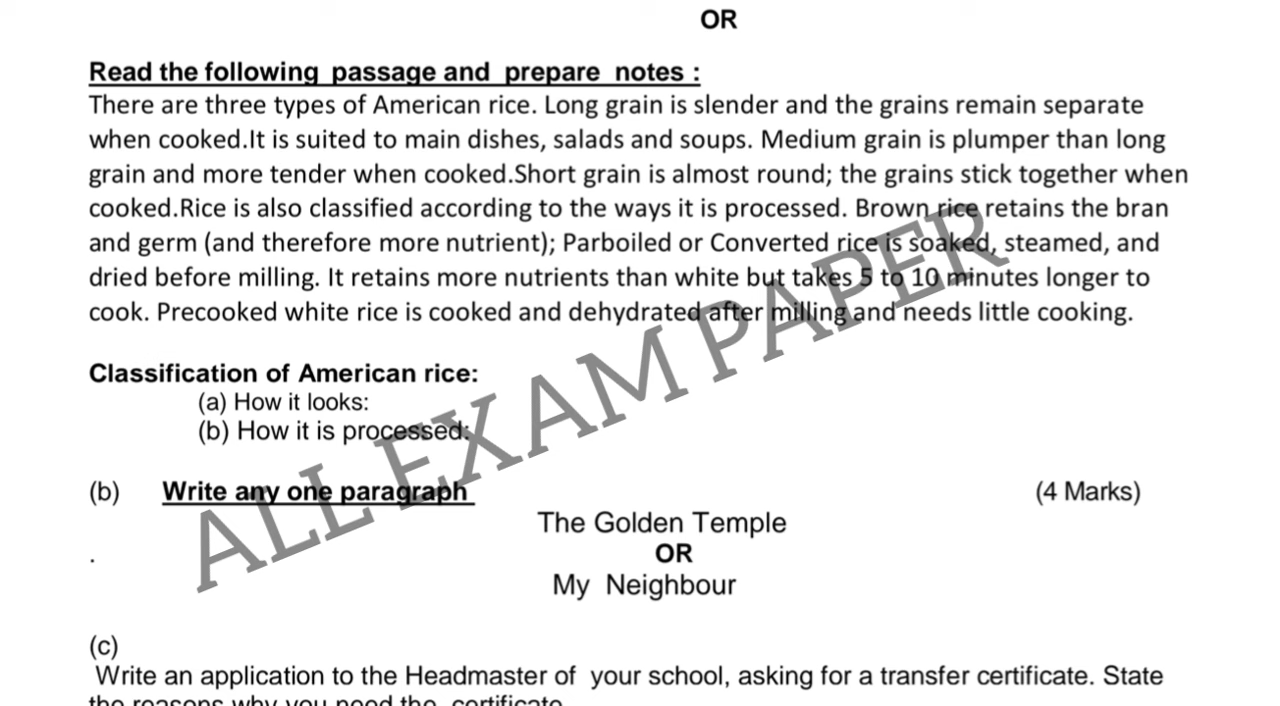 OR
Read the following passage and prepare notes :
There are three types of American rice. Long grain is slender and the grains remain separate
when cooked.It is suited to main dishes, salads and soups. Medium grain is plumper than long
grain and more tender when cooked.Short grain is almost round; the grains stick together when
cooked.Rice is also classified according to the ways it is processed. Brown rice retains the bran
and germ (and therefore more nutrient); Parboiled or Converted rice is soaked, steamed, and
dried before milling. It retains more nutrients than white but takes 5 to 10 minutes longer to
cook. Precooked white rice is cooked and dehydrated after milling and needs little cooking.
Classification of American rice:
(a) How it looks:
(b) How it is processed:
(b) Write any one paragraph (4 Marks)
The Golden Temple
. OR
My Neighbour
(c)
Write an application to the Headmaster of your school, asking for a transfer certificate. State
the reasons why you need the certificate
ALL EXAM PAPER